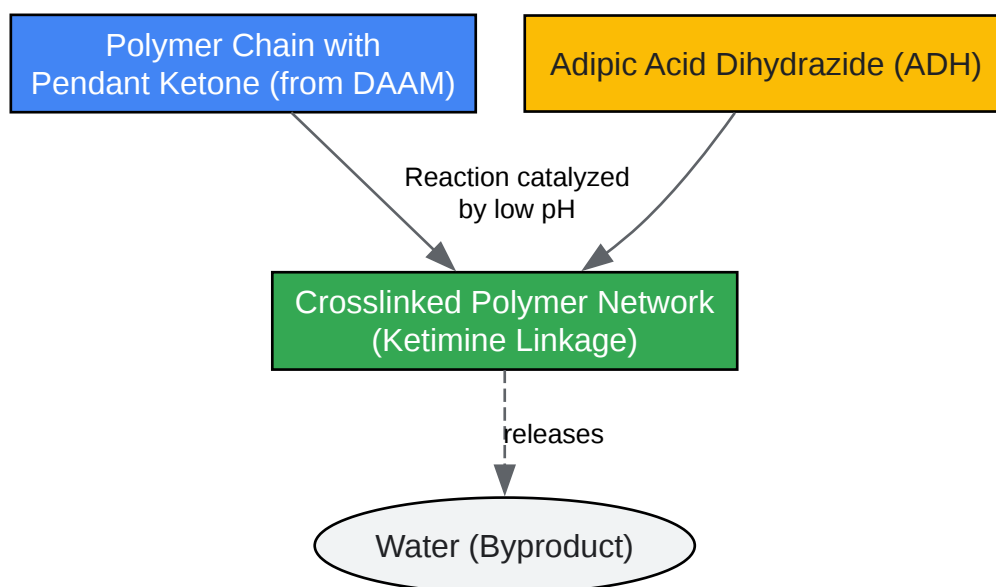 Polymer Chain with
Pendant Ketone (from DAAM)
Adipic Acid Dihydrazide (ADH)
Reaction catalyzed
by low pH
Crosslinked Polymer Network
(Ketimine Linkage)
releases
Water (Byproduct)